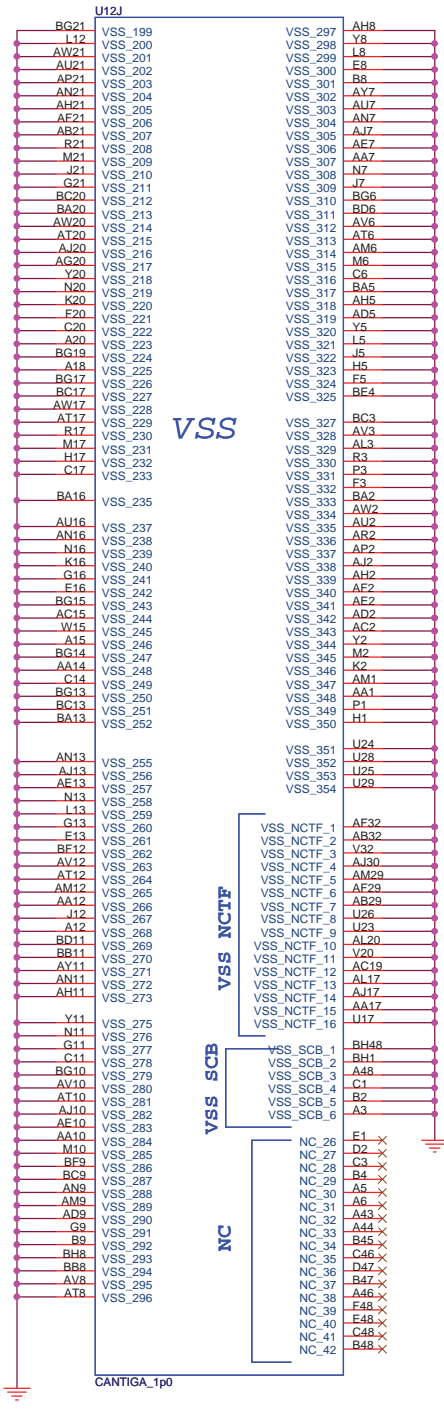 U12J
BG21 VSS_199
L12 VSS_200
AW21 VSS_201
AU21 VSS_202
AP21 VSS_203
AN21 VSS_204
AH21 VSS_205
AF21 VSS_206
AB21 VSS_207
R21 VSS_208
M21 VSS_209
J21 VSS_210
G21 VSS_211
BC20 VSS_212
BA20 VSS_213
AW20 VSS_214
AT20 VSS_215
AJ20 VSS_216
AG20 VSS_217
Y20 VSS_218
N20 VSS_219
K20 VSS_220
F20 VSS_221
C20 VSS_222
A20 VSS_223
BG19 VSS_224
A18 VSS_225
BG17 VSS_226
BC17 VSS_227
AW17 VSS_228
AT17 VSS_229
R17 VSS_230
M17 VSS_231
H17 VSS_232
C17 VSS_233
BA16 VSS_235
AU16 VSS_237
AN16 VSS_238
N16 VSS_239
K16 VSS_240
G16 VSS_241
E16 VSS_242
BG15 VSS_243
AC15 VSS_244
W15 VSS_245
A15 VSS_246
BG14 VSS_247
AA14 VSS_248
C14 VSS_249
BG13 VSS_250
BC13 VSS_251
BA13 VSS_252
AN13 VSS_255
AJ13 VSS_256
AE13 VSS_257
N13 VSS_258
L13 VSS_259
G13 VSS_260
E13 VSS_261
BF12 VSS_262
AV12 VSS_263
AT12 VSS_264
AM12 VSS_265
AA12 VSS_266
J12 VSS_267
A12 VSS_268
BD11 VSS_269
BB11 VSS_270
AY11 VSS_271
AN11 VSS_272
AH11 VSS_273
Y11 VSS_275
N11 VSS_276
G11 VSS_277
C11 VSS_278
BG10 VSS_279
AV10 VSS_280
AT10 VSS_281
AJ10 VSS_282
AE10 VSS_283
AA10 VSS_284
M10 VSS_285
BF9 VSS_286
BC9 VSS_287
AN9 VSS_288
AM9 VSS_289
AD9 VSS_290
G9 VSS_291
B9 VSS_292
BH8 VSS_293
BB8 VSS_294
AV8 VSS_295
AT8 VSS_296
VSS
VSS_297 AH8
VSS_298 Y8
VSS_299 L8
VSS_300 E8
VSS_301 B8
VSS_302 AY7
VSS_303 AU7
VSS_304 AN7
VSS_305 AJ7
VSS_306 AE7
VSS_307 AA7
VSS_308 N7
VSS_309 J7
VSS_310 BG6
VSS_311 BD6
VSS_312 AV6
VSS_313 AT6
VSS_314 AM6
VSS_315 M6
VSS_316 C6
VSS_317 BA5
VSS_318 AH5
VSS_319 AD5
VSS_320 Y5
VSS_321 L5
VSS_322 J5
VSS_323 H5
VSS_324 F5
VSS_325 BE4
VSS_327 BC3
VSS_328 AV3
VSS_329 AL3
VSS_330 R3
VSS_331 P3
VSS_332 F3
VSS_333 BA2
VSS_334 AW2
VSS_335 AU2
VSS_336 AR2
VSS_337 AP2
VSS_338 AJ2
VSS_339 AH2
VSS_340 AF2
VSS_341 AE2
VSS_342 AD2
VSS_343 AC2
VSS_344 Y2
VSS_345 M2
VSS_346 K2
VSS_347 AM1
VSS_348 AA1
VSS_349 P1
VSS_350 H1
VSS_351 U24
VSS_352 U28
VSS_353 U25
VSS_354 U29
VSS NCTF
VSS_NCTF_1 AF32
VSS_NCTF_2 AB32
VSS_NCTF_3 V32
VSS_NCTF_4 AJ30
VSS_NCTF_5 AM29
VSS_NCTF_6 AF29
VSS_NCTF_7 AB29
VSS_NCTF_8 U26
VSS_NCTF_9 U23
VSS_NCTF_10 AL20
VSS_NCTF_11 V20
VSS_NCTF_12 AC19
VSS_NCTF_13 AL17
VSS_NCTF_14 AJ17
VSS_NCTF_15 AA17
VSS_NCTF_16 U17
VSS SCB
VSS_SCB_1 BH48
VSS_SCB_2 BH1
VSS_SCB_3 A48
VSS_SCB_4 C1
VSS_SCB_5 B2
VSS_SCB_6 A3
NC
NC_26 E1
NC_27 D2
NC_28 C3
NC_29 B4
NC_30 A5
NC_31 A6
NC_32 A43
NC_33 A44
NC_34 B45
NC_35 C46
NC_36 D47
NC_37 B47
NC_38 A46
NC_39 F48
NC_40 E48
NC_41 C48
NC_42 B48
CANTIGA_1p0